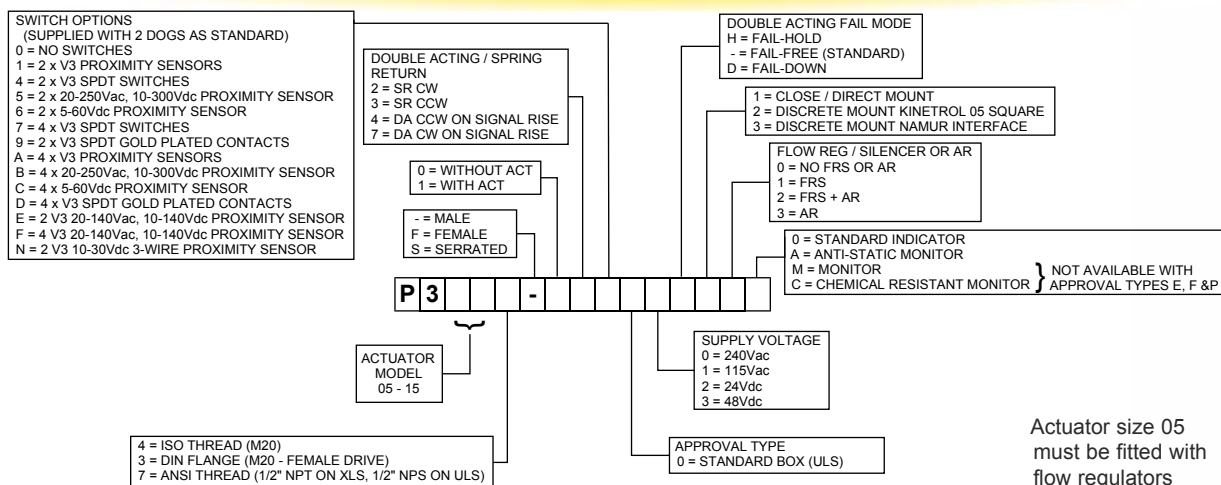 SWITCH OPTIONS
(SUPPLIED WITH 2 DOGS AS STANDARD)
0 = NO SWITCHES
1 = 2 x V3 PROXIMITY SENSORS
4 = 2 x V3 SPDT SWITCHES
5 = 2 x 20-250Vac, 10-300Vdc PROXIMITY SENSOR
6 = 2 x 5-60Vdc PROXIMITY SENSOR
7 = 4 x V3 SPDT SWITCHES
9 = 2 x V3 SPDT GOLD PLATED CONTACTS
A = 4 x V3 PROXIMITY SENSORS
B = 4 x 20-250Vac, 10-300Vdc PROXIMITY SENSOR
C = 4 x 5-60Vdc PROXIMITY SENSOR
D = 4 x V3 SPDT GOLD PLATED CONTACTS
E = 2 V3 20-140Vac, 10-140Vdc PROXIMITY SENSOR
F = 4 V3 20-140Vac, 10-140Vdc PROXIMITY SENSOR
N = 2 V3 10-30Vdc 3-WIRE PROXIMITY SENSOR
DOUBLE ACTING / SPRING
RETURN
2 = SR CW
3 = SR CCW
4 = DA CCW ON SIGNAL RISE
7 = DA CW ON SIGNAL RISE
0 = WITHOUT ACT
1 = WITH ACT
- = MALE
F = FEMALE
S = SERRATED
DOUBLE ACTING FAIL MODE
H = FAIL-HOLD
- = FAIL-FREE (STANDARD)
D = FAIL-DOWN
1 = CLOSE / DIRECT MOUNT
2 = DISCRETE MOUNT KINETROL 05 SQUARE
3 = DISCRETE MOUNT NAMUR INTERFACE
FLOW REG / SILENCER OR AR
0 = NO FRS OR AR
1 = FRS
2 = FRS + AR
3 = AR
0 = STANDARD INDICATOR
A = ANTI-STATIC MONITOR
M = MONITOR
C = CHEMICAL RESISTANT MONITOR
} NOT AVAILABLE WITH
APPROVAL TYPES E, F &P
P 3 -
ACTUATOR
MODEL
05 - 15
SUPPLY VOLTAGE
0 = 240Vac
1 = 115Vac
2 = 24Vdc
3 = 48Vdc
4 = ISO THREAD (M20)
3 = DIN FLANGE (M20 - FEMALE DRIVE)
7 = ANSI THREAD (1/2" NPT ON XLS, 1/2" NPS ON ULS)
APPROVAL TYPE
0 = STANDARD BOX (ULS)
Actuator size 05
must be fitted with
flow regulators